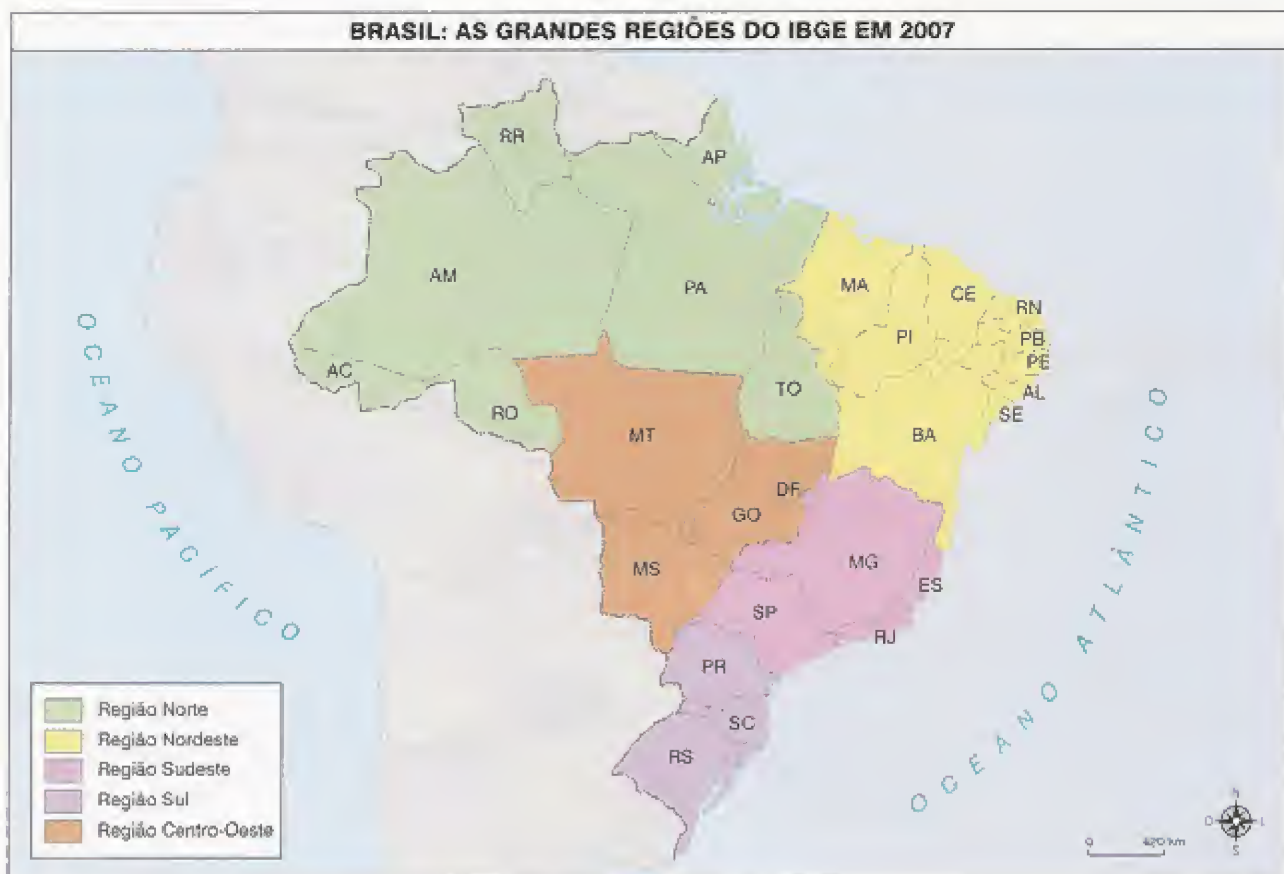 BRASIL: AS GRANDES REGIÕES DO IBGE EM 2007
RR
AP
AM
PA
MA
CE
RN
PI
PB
PE
AC
TO
AL
RO
SE
MT
BA
DF
GO
MS
MG
ES
SP
RJ
PR
SC
RS
OCEANO PACÍFICO
OCEANO ATLÂNTICO
Região Norte
Região Nordeste
Região Sudeste
Região Sul
Região Centro-Oeste
N
O L
S
0 420 km